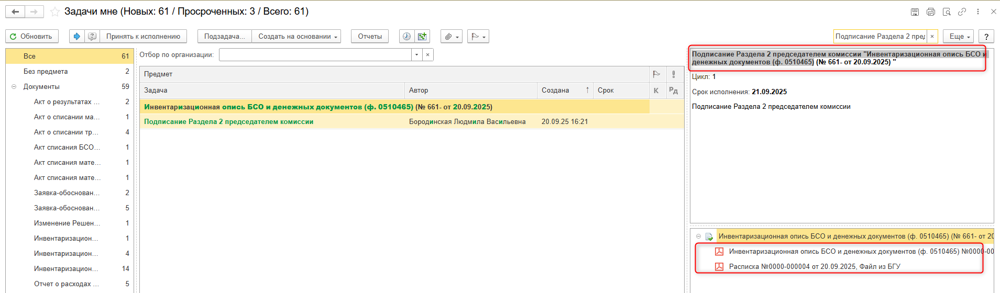 Задачи мне (Новых: 61 / Просроченных: 3 / Всего: 61)
Обновить
Принять к исполнению
Подзадача...
Создать на основании
Отчеты
Подписание Раздела 2 пред
×
Еще
?
Все 61
Без предмета 2
Документы 59
Акт о результатах ... 2
Акт о списании ма... 1
Акт о списании тр... 4
Акт списания БСО... 1
Акт списания мате... 1
Акт списания мате... 1
Заявка-обоснован... 2
Заявка-обоснован... 5
Изменение Решен... 1
Инвентаризацион... 1
Инвентаризацион... 4
Инвентаризацион... 14
Отчет о расходах ... 5
Отбор по организации:
×
Предмет
!
Задача Автор Создана ↑ Срок К Рд
Инвентаризационная опись БСО и денежных документов (ф. 0510465) (№ 661- от 20.09.2025)
Подписание Раздела 2 председателем комиссии Бородинская Людмила Васильевна 20.09.25 16:21
Подписание Раздела 2 председателем комиссии "Инвентаризационная опись БСО и
денежных документов (ф. 0510465) (№ 661- от 20.09.2025) "
Цикл: 1
Срок исполнения: 21.09.2025
Подписание Раздела 2 председателем комиссии
Инвентаризационная опись БСО и денежных документов (ф. 0510465) (№ 661- от 20
Инвентаризационная опись БСО и денежных документов (ф. 0510465) №0000-00
Расписка №0000-000004 от 20.09.2025, Файл из БГУ